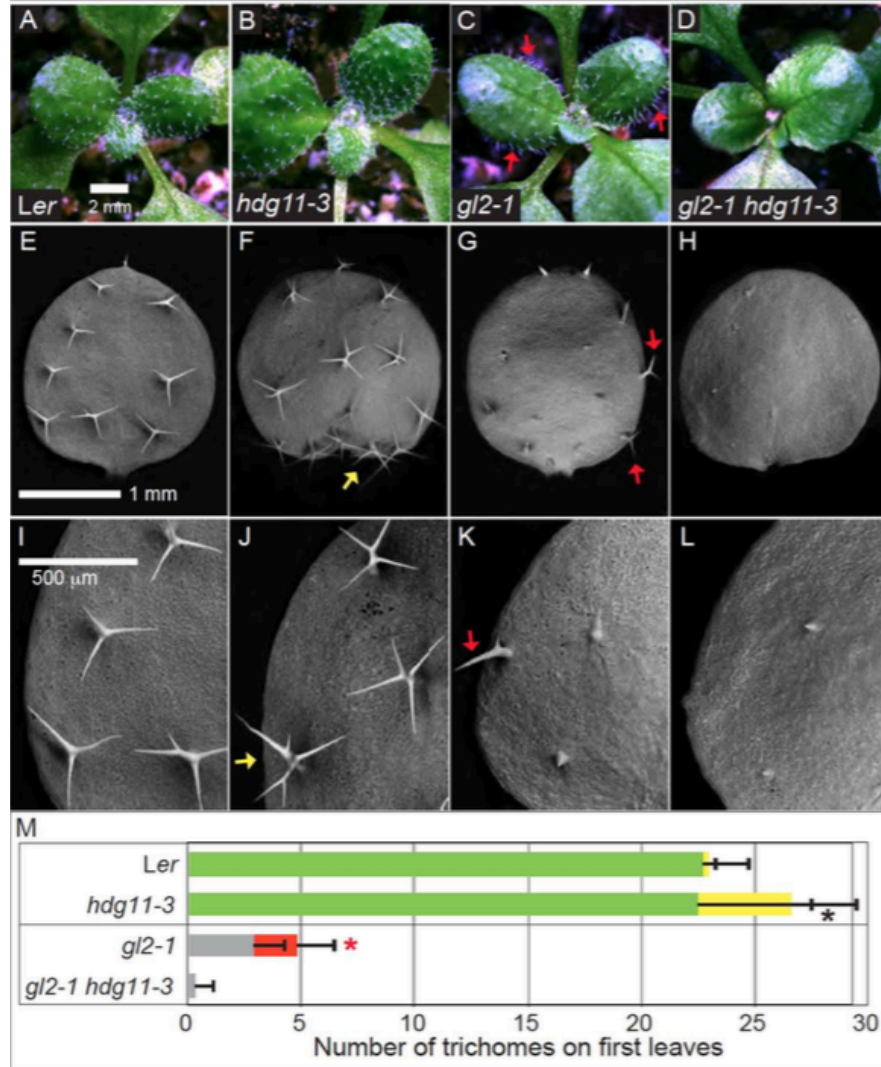 A B C D
Ler hdg11-3 gl2-1 gl2-1 hdg11-3
2 mm
E F G H
1 mm
I J K L
500 μm
M
Ler
hdg11-3
*
gl2-1 *
gl2-1 hdg11-3
0 5 10 15 20 25 30
Number of trichomes on first leaves